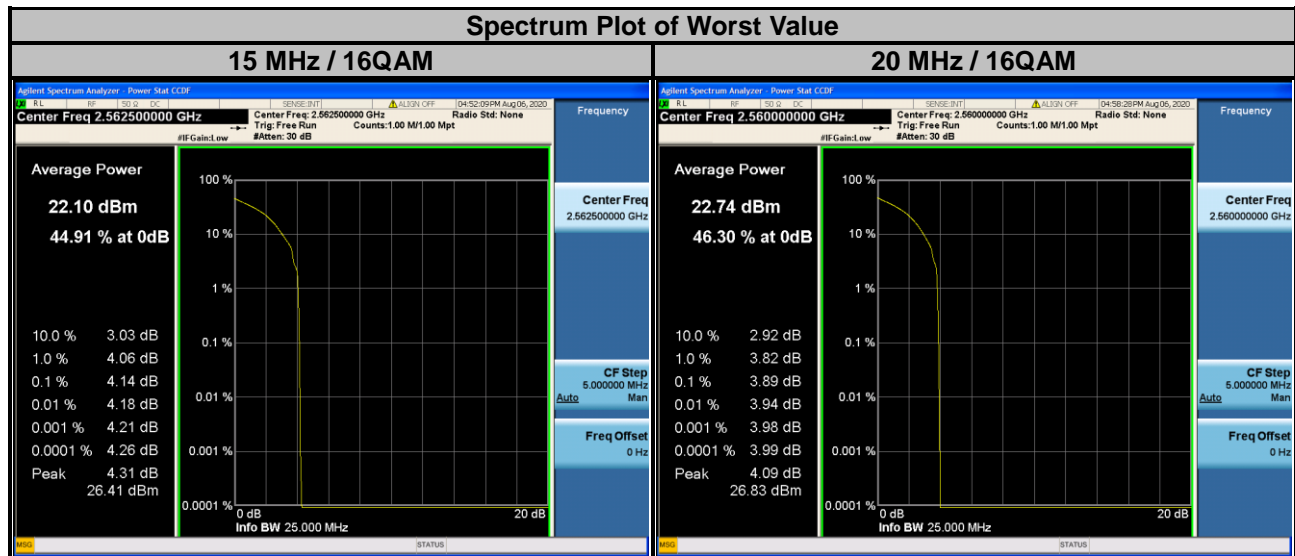 Spectrum Plot of Worst Value
15 MHz / 16QAM
20 MHz / 16QAM
Agilent Spectrum Analyzer - Power Stat CCDF
RL RF 50 Ω DC SENSE:INT ALIGN OFF 04:52:09 PM Aug 06, 2020
Center Freq 2.562500000 GHz
Center Freq: 2.562500000 GHz
Radio Std: None
Trig: Free Run Counts:1.00 M/1.00 Mpt
#IFGain:Low #Atten: 30 dB
Frequency
Average Power
22.10 dBm
44.91 % at 0dB
10.0 % 3.03 dB
1.0 % 4.06 dB
0.1 % 4.14 dB
0.01 % 4.18 dB
0.001 % 4.21 dB
0.0001 % 4.26 dB
Peak 4.31 dB
26.41 dBm
100 %
10 %
1 %
0.1 %
0.01 %
0.001 %
0.0001 %
0 dB 20 dB
Info BW 25.000 MHz
Center Freq
2.562500000 GHz
CF Step
5.000000 MHz
Auto Man
Freq Offset
0 Hz
MSG STATUS
Agilent Spectrum Analyzer - Power Stat CCDF
RL RF 50 Ω DC SENSE:INT ALIGN OFF 04:58:28 PM Aug 06, 2020
Center Freq 2.560000000 GHz
Center Freq: 2.560000000 GHz
Radio Std: None
Trig: Free Run Counts:1.00 M/1.00 Mpt
#IFGain:Low #Atten: 30 dB
Frequency
Average Power
22.74 dBm
46.30 % at 0dB
10.0 % 2.92 dB
1.0 % 3.82 dB
0.1 % 3.89 dB
0.01 % 3.94 dB
0.001 % 3.98 dB
0.0001 % 3.99 dB
Peak 4.09 dB
26.83 dBm
100 %
10 %
1 %
0.1 %
0.01 %
0.001 %
0.0001 %
0 dB 20 dB
Info BW 25.000 MHz
Center Freq
2.560000000 GHz
CF Step
5.000000 MHz
Auto Man
Freq Offset
0 Hz
MSG STATUS